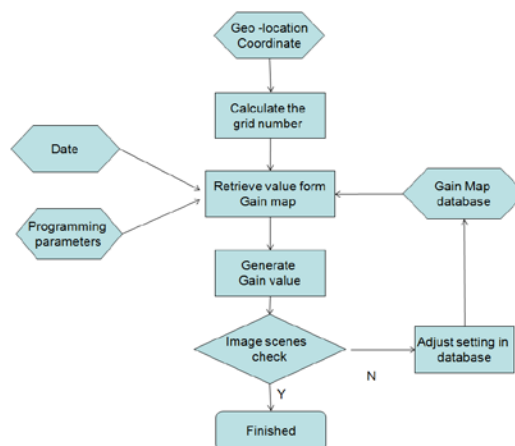 Geo -location
Coordinate
Calculate the
grid number
Date
Retrieve value form
Gain map
Gain Map
database
Programming
parameters
Generate
Gain value
Image scenes
check
Adjust setting in
database
N
Y
Finished